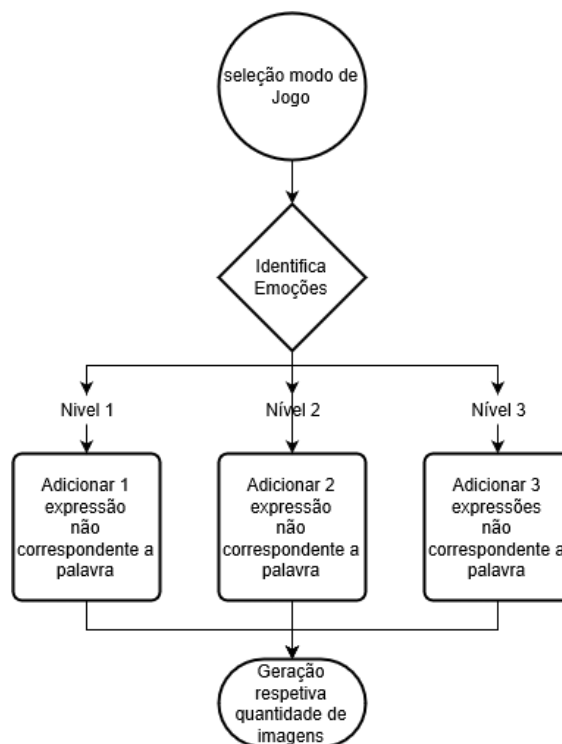 seleção modo de
Jogo
Identifica
Emoções
Nivel 1
Nível 2
Nível 3
Adicionar 1
expressão
não
correspondente a
palavra
Adicionar 2
expressão
não
correspondente a
palavra
Adicionar 3
expressões
não
correspondente a
palavra
Geração
respetiva
quantidade de
imagens